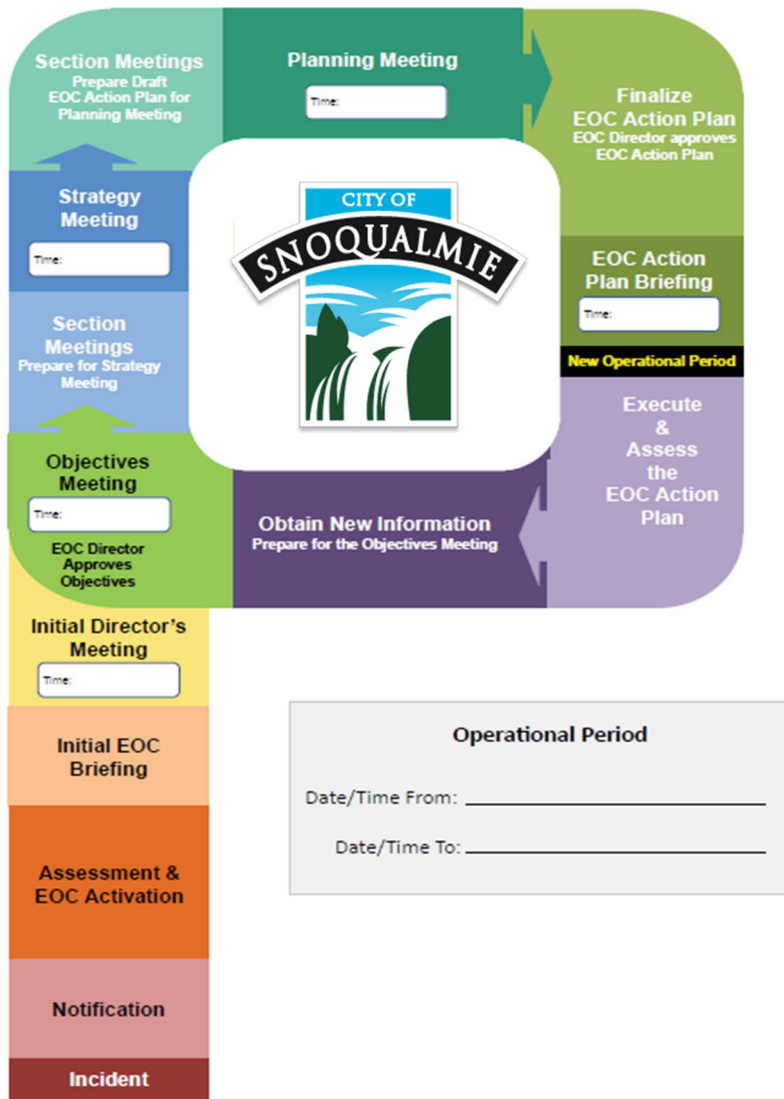 Section Meetings
Prepare Draft
EOC Action Plan for
Planning Meeting
Planning Meeting
Time:
Finalize
EOC Action Plan
EOC Director approves
EOC Action Plan
Strategy
Meeting
Time:
CITY OF
SNOQUALMIE
EOC Action
Plan Briefing
Time:
New Operational Period
Section
Meetings
Prepare for Strategy
Meeting
Execute
&
Assess
the
EOC Action
Plan
Objectives
Meeting
Time:
EOC Director
Approves
Objectives
Obtain New Information
Prepare for the Objectives Meeting
Initial Director's
Meeting
Time:
Initial EOC
Briefing
Operational Period
Date/Time From:
Date/Time To:
Assessment &
EOC Activation
Notification
Incident